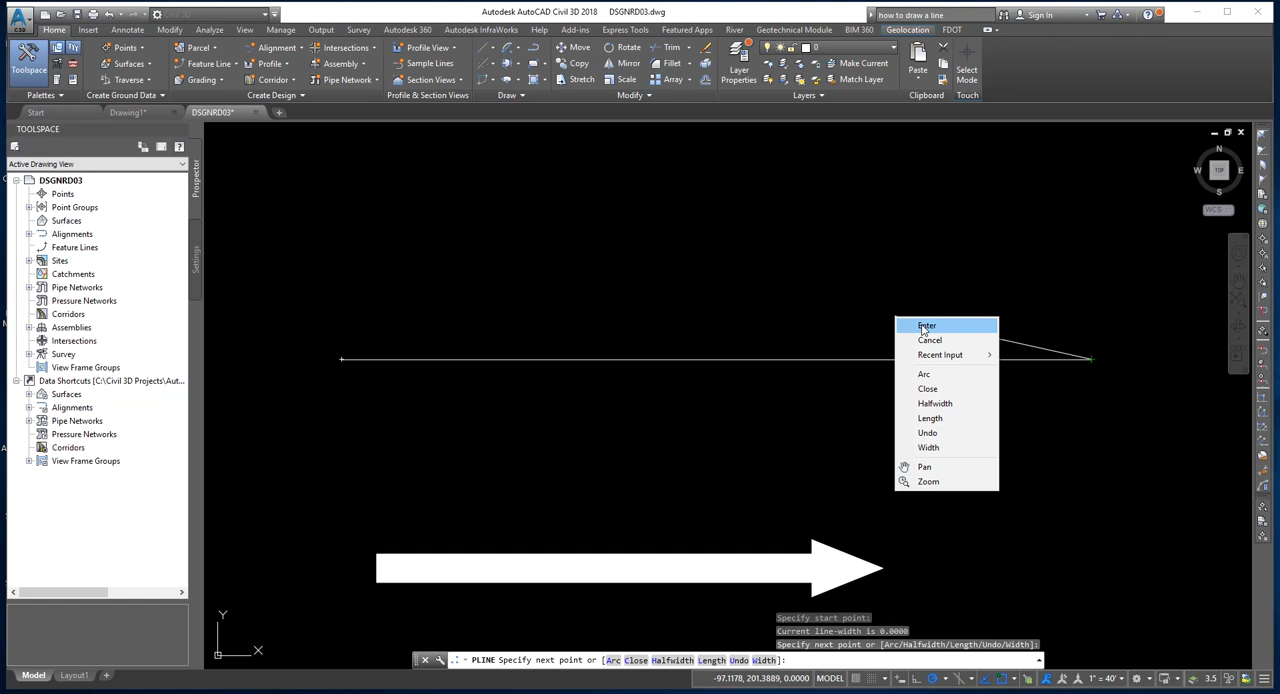 Autodesk AutoCAD Civil 3D 2018 DSGNRD03.dwg
how to draw a line
Sign In
C3D
Home Insert Annotate Modify Analyze View Manage Output Survey Autodesk 360 Autodesk InfraWorks Help Add-ins Express Tools Featured Apps River Geotechnical Module BIM 360 Geolocation FDOT
Points Parcel Alignment Intersections Profile View Move Rotate Trim 0
Toolspace Surfaces Feature Line Profile Assembly Sample Lines Copy Mirror Fillet Layer Properties Make Current Paste Select Mode
Traverse Grading Corridor Pipe Network Section Views Stretch Scale Array Match Layer
Palettes Create Ground Data Create Design Profile & Section Views Draw Modify Layers Clipboard Touch
Start Drawing1* DSGNRD03*
TOOLSPACE
Active Drawing View
Prospector
Settings
DSGNRD03
Points
Point Groups
Surfaces
Alignments
Feature Lines
Sites
Catchments
Pipe Networks
Pressure Networks
Corridors
Assemblies
Intersections
Survey
View Frame Groups
Data Shortcuts [C:\Civil 3D Projects\Aut...
Surfaces
Alignments
Pipe Networks
Pressure Networks
Corridors
View Frame Groups
N
W TOP E
S
WCS
Enter
Cancel
Recent Input
Arc
Close
Halfwidth
Length
Undo
Width
Pan
Zoom
Y
X
Specify start point:
Current line-width is 0.0000
Specify next point or [Arc/Halfwidth/Length/Undo/Width]:
PLINE Specify next point or [Arc Close Halfwidth Length Undo Width]:
Model Layout1
-97.1178, 201.3889, 0.0000 MODEL 1" = 40' 3.5